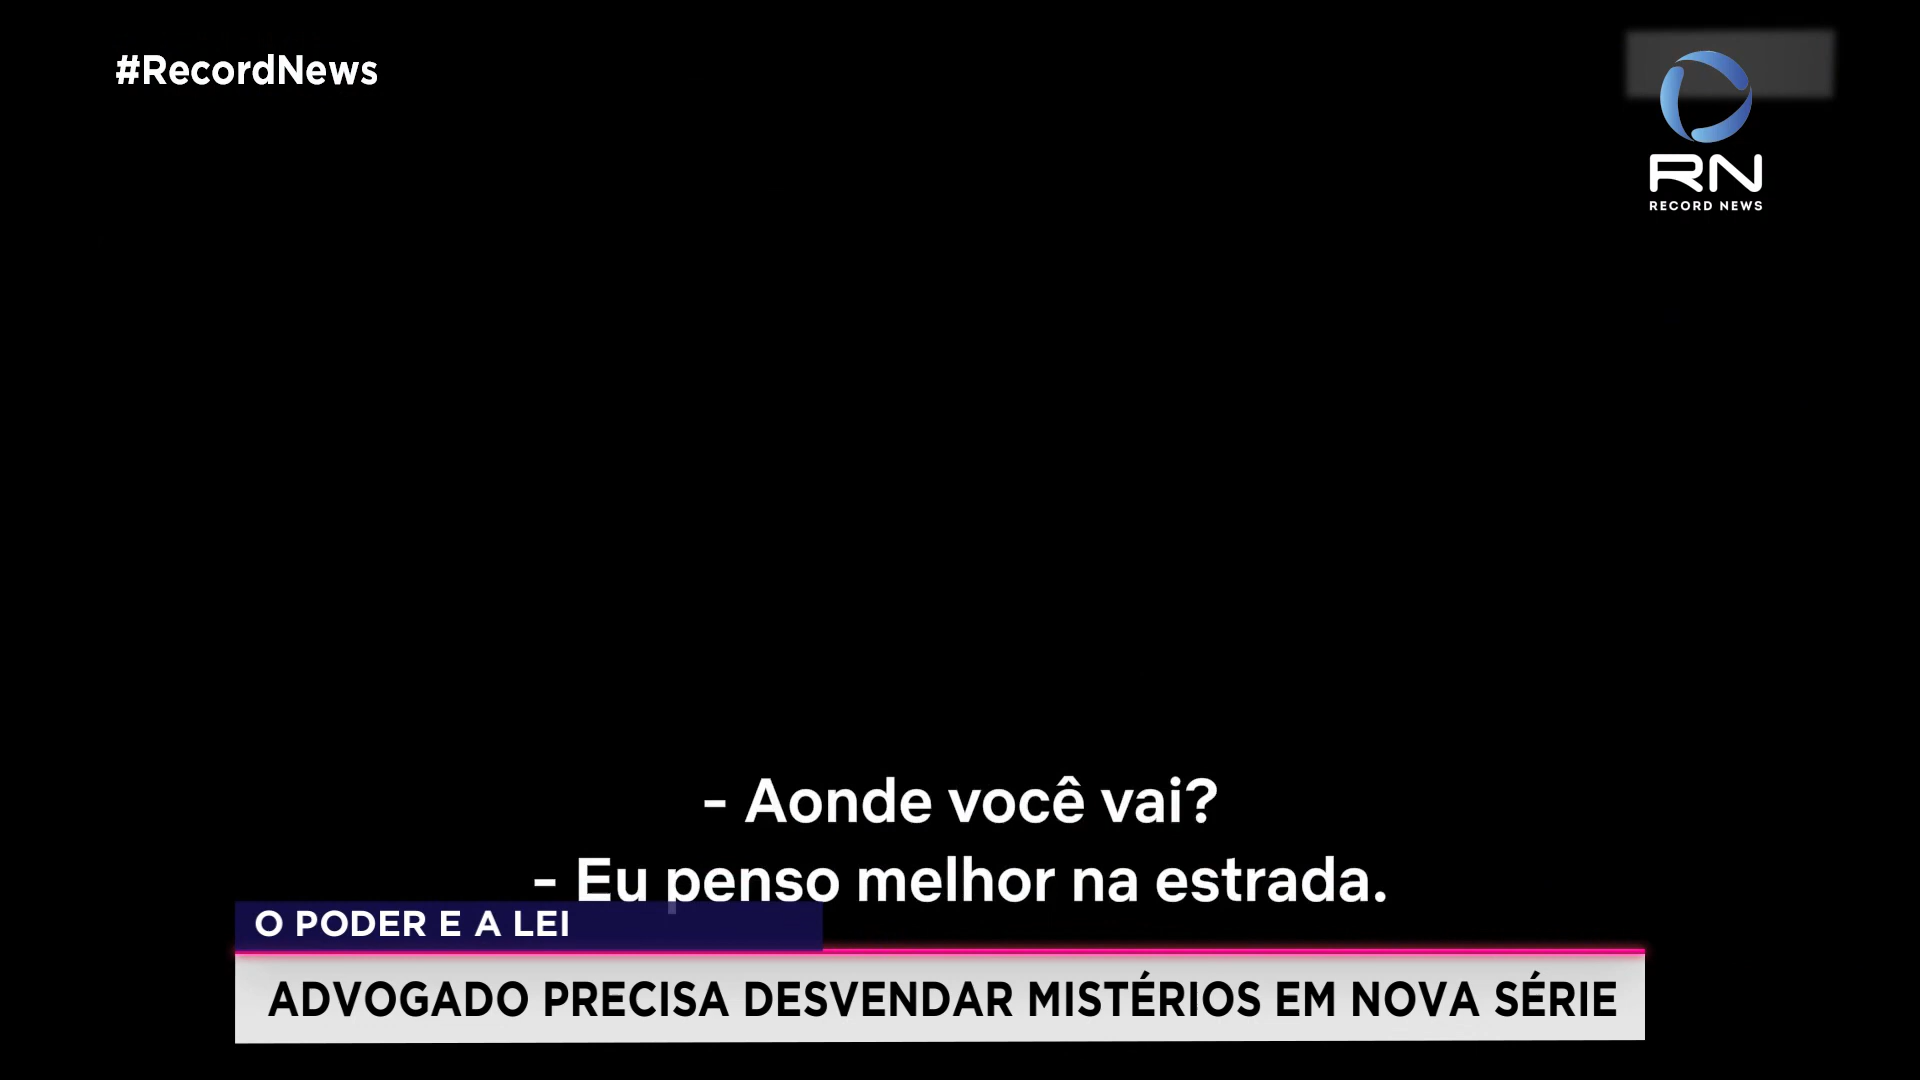 #RecordNews
RN
RECORD NEWS
- Aonde você vai?
- Eu penso melhor na estrada.
O PODER E A LEI
ADVOGADO PRECISA DESVENDAR MISTÉRIOS EM NOVA SÉRIE